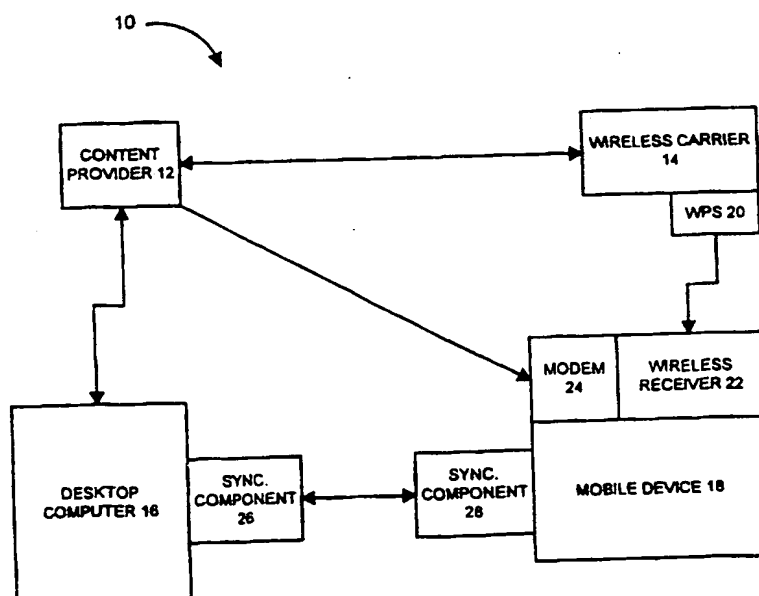 10
CONTENT
PROVIDER 12
WIRELESS CARRIER
14
WPS 20
MODEM
24
WIRELESS
RECEIVER 22
DESKTOP
COMPUTER 16
SYNC.
COMPONENT
26
SYNC.
COMPONENT
28
MOBILE DEVICE 18